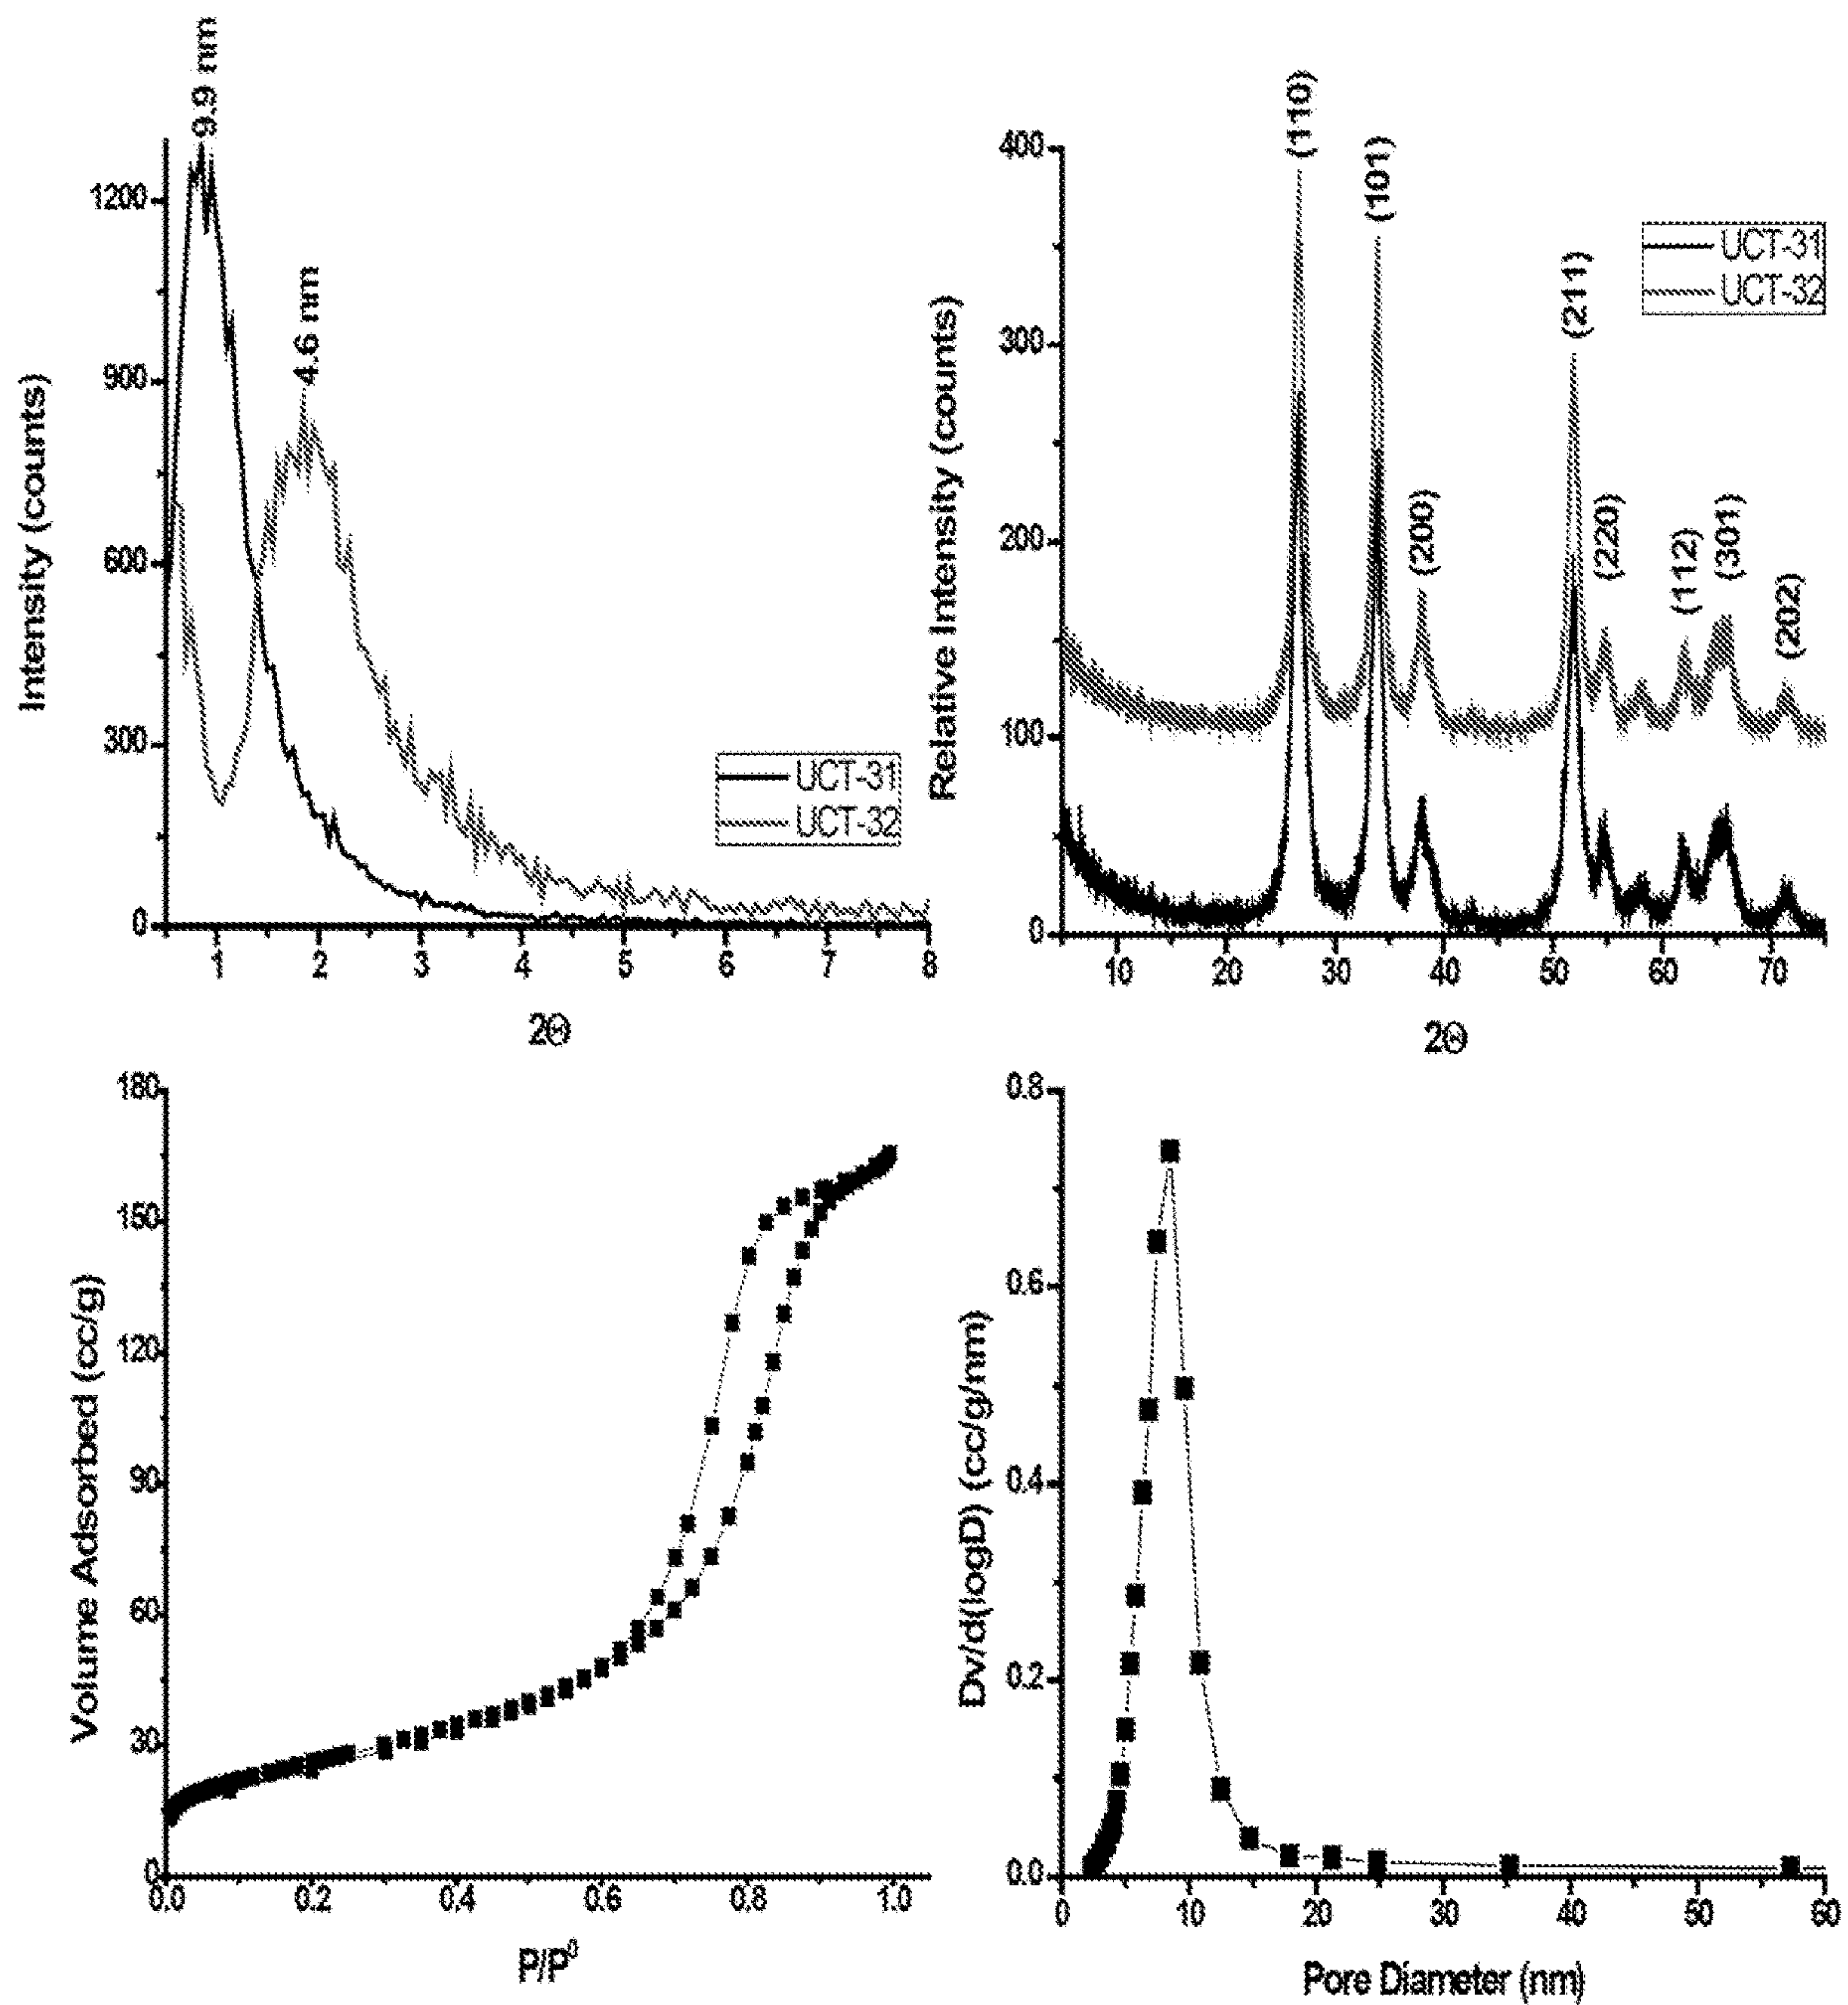 9.9 nm
4.6 nm
Intensity (counts)
1200
900
600
300
0
UCT-31
UCT-32
1 2 3 4 5 6 7 8
2Θ
(110)
(101)
(211)
(200)
(220)
(112)
(301)
(202)
Relative Intensity (counts)
400
300
200
100
0
UCT-31
UCT-32
10 20 30 40 50 60 70
2Θ
Volume Adsorbed (cc/g)
180
150
120
90
60
30
0
0.0 0.2 0.4 0.6 0.8 1.0
P/P⁰
Dv/d(logD) (cc/g/nm)
0.8
0.6
0.4
0.2
0.0
0 10 20 30 40 50 60
Pore Diameter (nm)